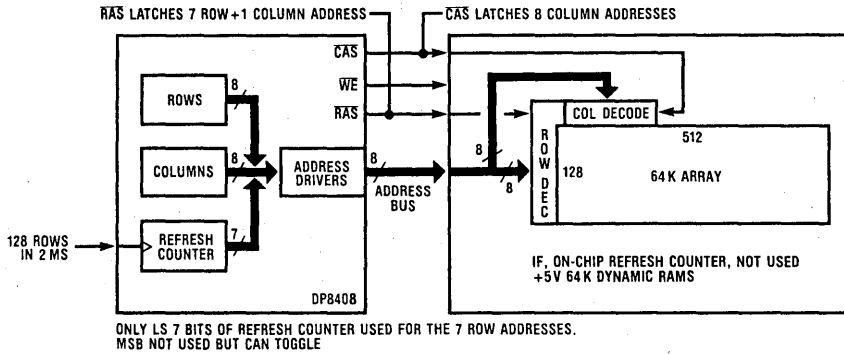 RAS LATCHES 7 ROW+1 COLUMN ADDRESS
CAS LATCHES 8 COLUMN ADDRESSES
CAS
WE
RAS
ROWS
8
COLUMNS
8
REFRESH
COUNTER
7
ADDRESS
DRIVERS
8
ADDRESS
BUS
128 ROWS
IN 2 MS
DP8408
8
8
COL DECODE
ROW DEC
512
128
64K ARRAY
IF, ON-CHIP REFRESH COUNTER, NOT USED
+5V 64K DYNAMIC RAMS
ONLY LS 7 BITS OF REFRESH COUNTER USED FOR THE 7 ROW ADDRESSES.
MSB NOT USED BUT CAN TOGGLE